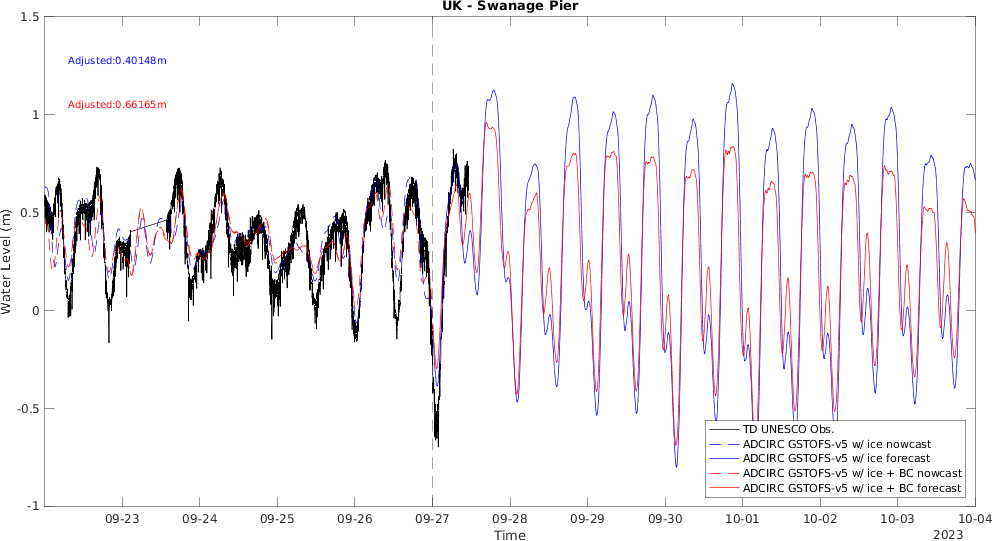 UK - Swanage Pier
1.5
1
0.5
0
-0.5
-1
Water Level (m)
Adjusted:0.40148m
Adjusted:0.66165m
TD UNESCO Obs.
ADCIRC GSTOFS-v5 w/ ice nowcast
ADCIRC GSTOFS-v5 w/ ice forecast
ADCIRC GSTOFS-v5 w/ ice + BC nowcast
ADCIRC GSTOFS-v5 w/ ice + BC forecast
09-23 09-24 09-25 09-26 09-27 09-28 09-29 09-30 10-01 10-02 10-03 10-04
Time
2023